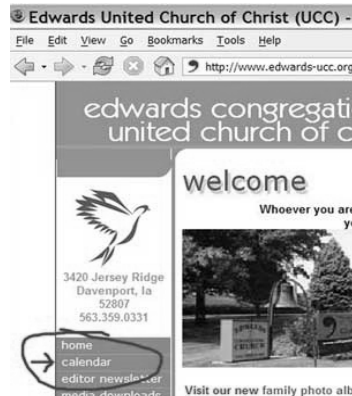 Edwards United Church of Christ (UCC) -
File Edit View Go Bookmarks Tools Help
http://www.edwards-ucc.org
edwards congregati
united church of c
welcome
Whoever you are
3420 Jersey Ridge
Davenport, Ia
52807
563.359.0331
home
calendar
editor newsletter
media downloads
Visit our new family photo alb